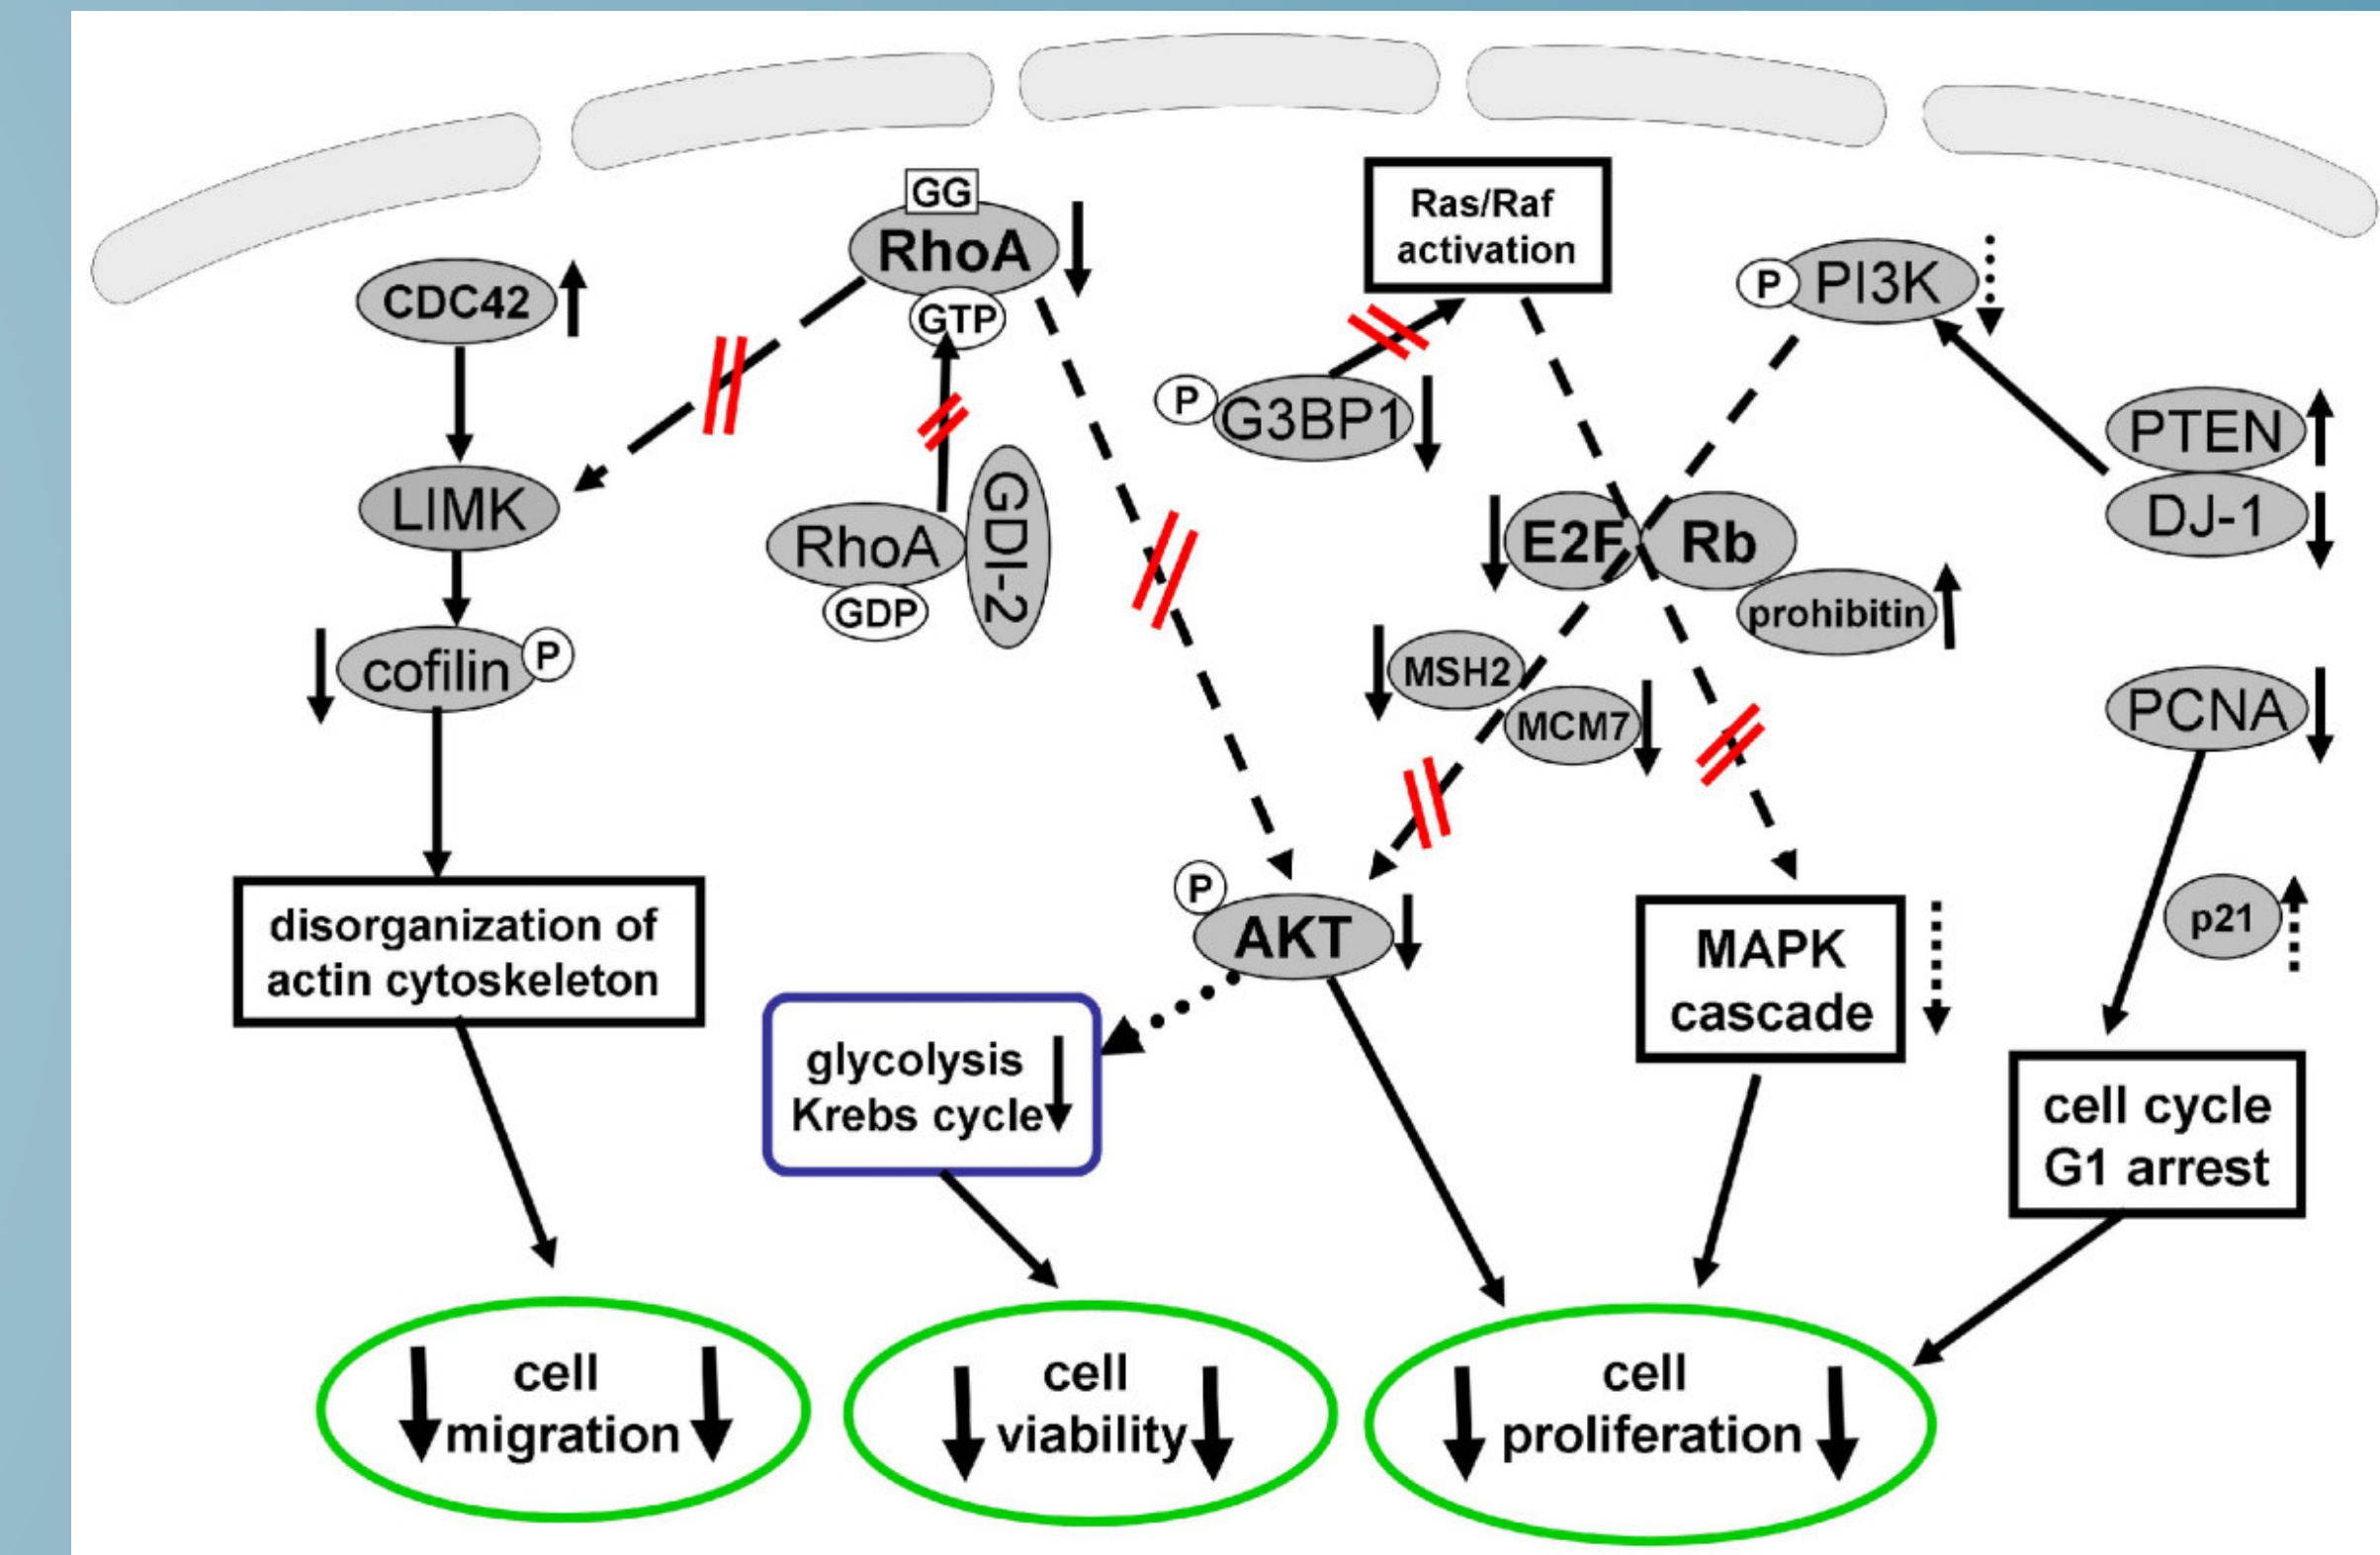 GG
RhoA
GTP
Ras/Raf
activation
P
PI3K
CDC42
P
G3BP1
PTEN
DJ-1
LIMK
RhoA
GDI-2
GDP
E2F
Rb
prohibitin
cofilin
P
MSH2
MCM7
PCNA
P
AKT
MAPK
cascade
p21
disorganization of
actin cytoskeleton
glycolysis
Krebs cycle
cell cycle
G1 arrest
cell
migration
cell
viability
cell
proliferation